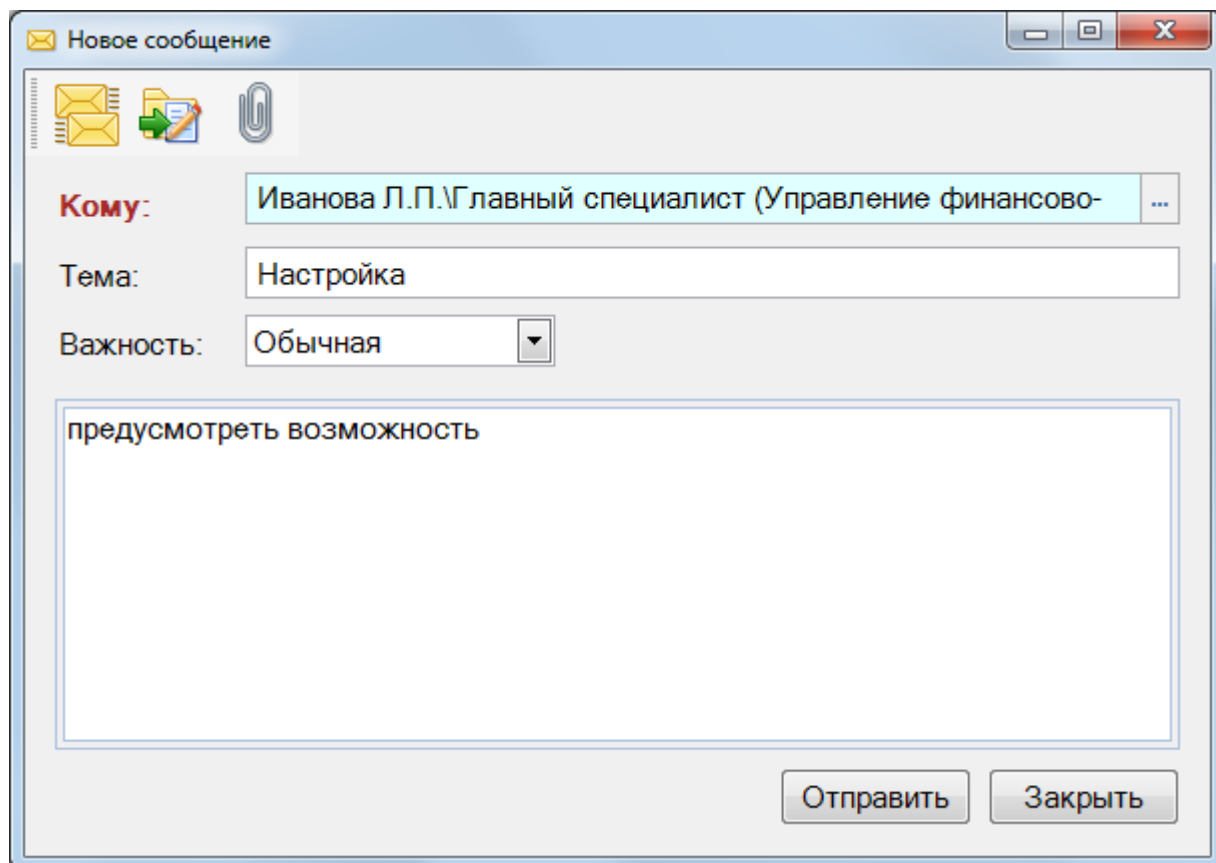 Новое сообщение
Кому: Иванова Л.П.\Главный специалист (Управление финансово- ...
Тема: Настройка
Важность: Обычная
предусмотреть возможность
Отправить Закрыть